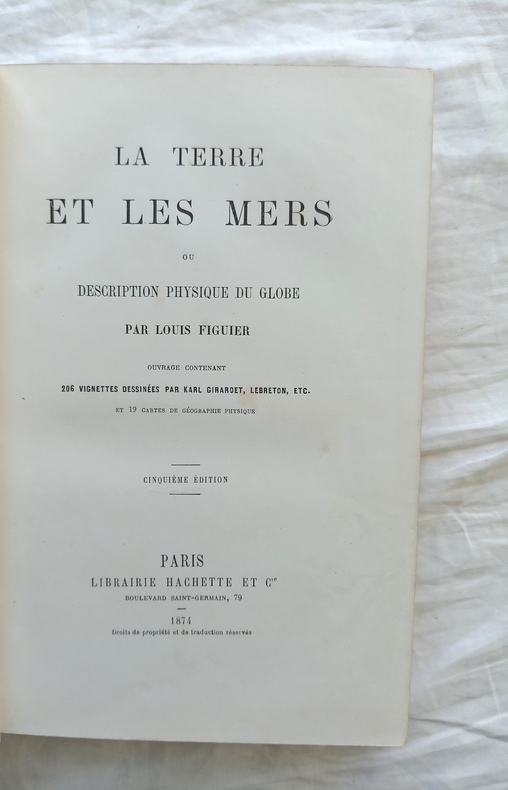 LA TERRE
ET LES MERS
OU
DESCRIPTION PHYSIQUE DU GLOBE
PAR LOUIS FIGUIER
OUVRAGE CONTENANT
206 VIGNETTES DESSINÉES PAR KARL GIRARDET, LEBRETON, ETC.
ET 19 CARTES DE GÉOGRAPHIE PHYSIQUE
CINQUIÈME ÉDITION
PARIS
LIBRAIRIE HACHETTE ET Cie
BOULEVARD SAINT-GERMAIN, 79
1874
Droits de propriété et de traduction réservés